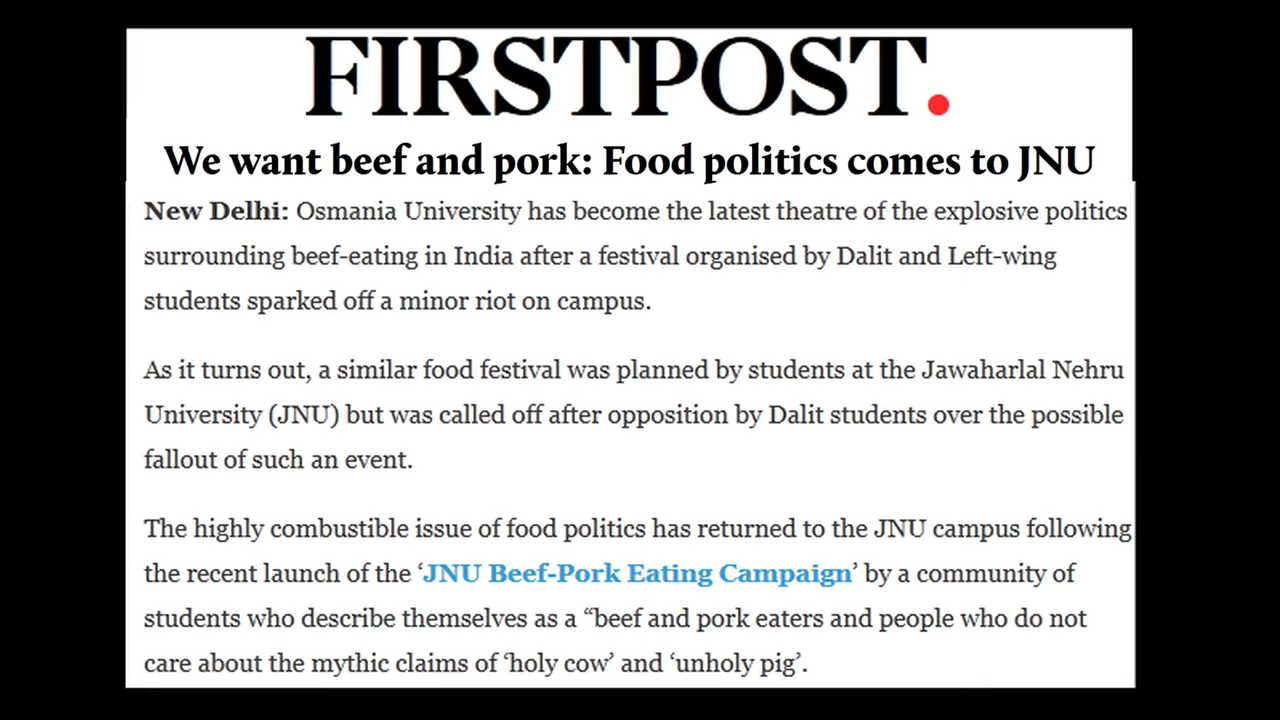 FIRSTPOST.
We want beef and pork: Food politics comes to JNU
New Delhi: Osmania University has become the latest theatre of the explosive politics
surrounding beef-eating in India after a festival organised by Dalit and Left-wing
students sparked off a minor riot on campus.
As it turns out, a similar food festival was planned by students at the Jawaharlal Nehru
University (JNU) but was called off after opposition by Dalit students over the possible
fallout of such an event.
The highly combustible issue of food politics has returned to the JNU campus following
the recent launch of the ‘JNU Beef-Pork Eating Campaign’ by a community of
students who describe themselves as a “beef and pork eaters and people who do not
care about the mythic claims of ‘holy cow’ and ‘unholy pig’.